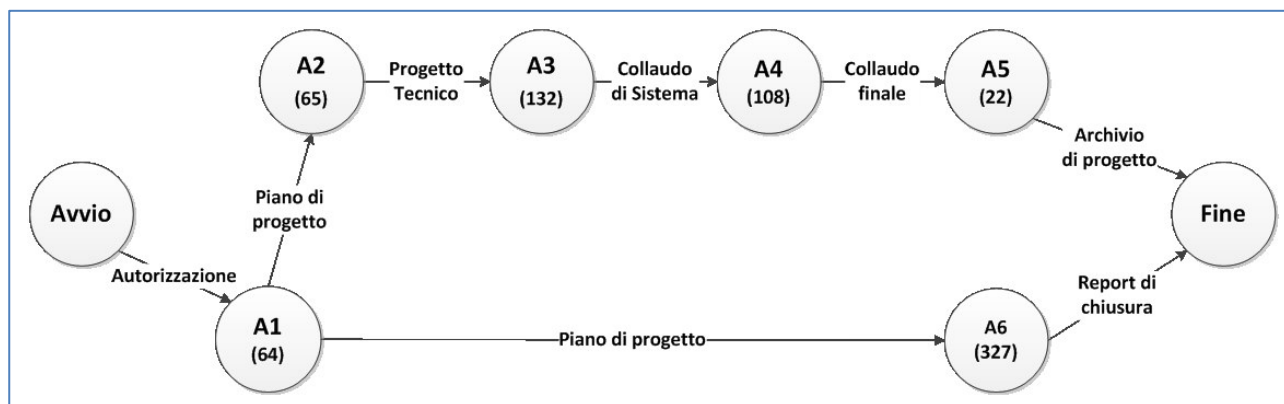 A2
(65)
Progetto
Tecnico
A3
(132)
Collaudo
di Sistema
A4
(108)
Collaudo
finale
A5
(22)
Archivio
di progetto
Piano di
progetto
Avvio
Fine
Autorizzazione
A1
(64)
Piano di progetto
A6
(327)
Report di
chiusura